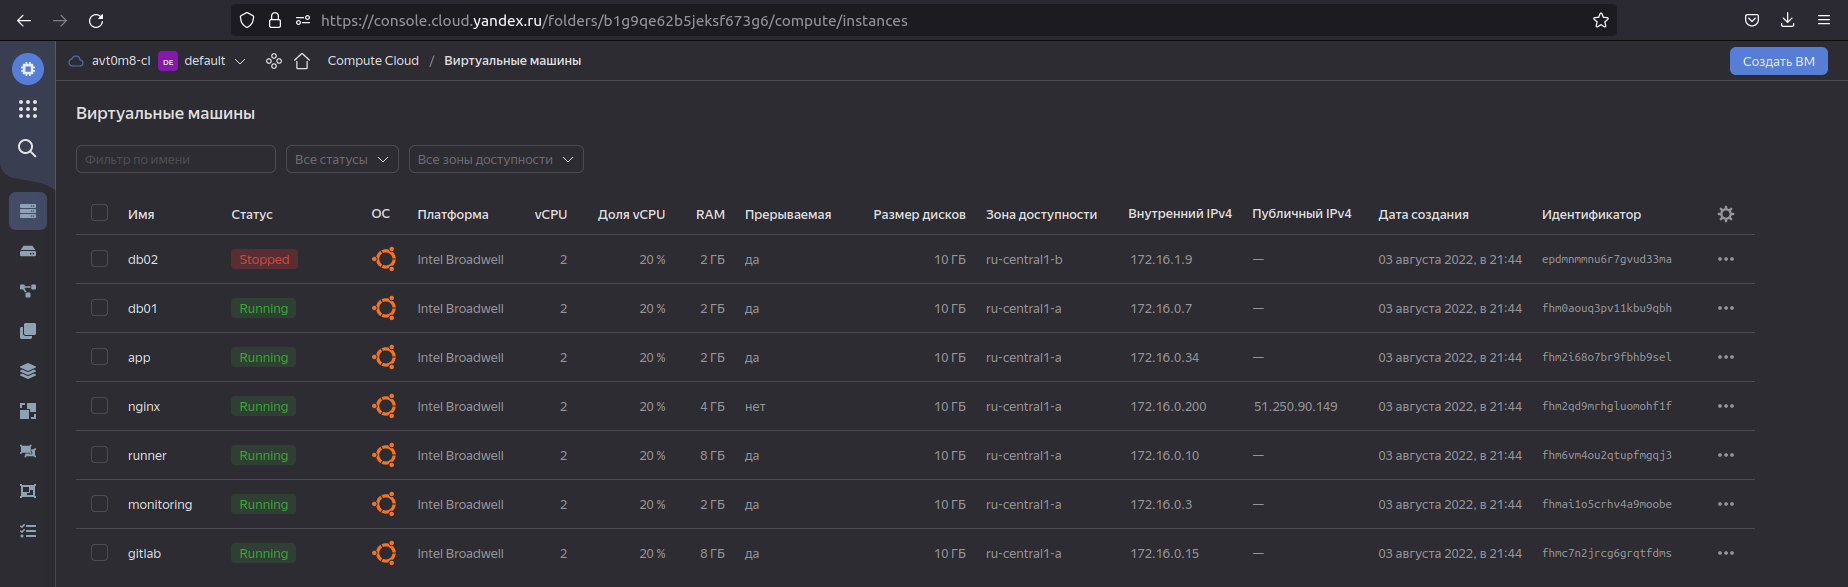 https://console.cloud.yandex.ru/folders/b1g9qe62b5jeksf673g6/compute/instances
avt0m8-cl DE default Compute Cloud / Виртуальные машины Создать ВМ
Виртуальные машины
Фильтр по имени Все статусы Все зоны доступности
Имя Статус ОС Платформа vCPU Доля vCPU RAM Прерываемая Размер дисков Зона доступности Внутренний IPv4 Публичный IPv4 Дата создания Идентификатор
db02 Stopped Intel Broadwell 2 20 % 2 ГБ да 10 ГБ ru-central1-b 172.16.1.9 — 03 августа 2022, в 21:44 epdmnmmnu6r7gvud33ma
db01 Running Intel Broadwell 2 20 % 2 ГБ да 10 ГБ ru-central1-a 172.16.0.7 — 03 августа 2022, в 21:44 fhm0aouq3pv11kbu9qbh
app Running Intel Broadwell 2 20 % 2 ГБ да 10 ГБ ru-central1-a 172.16.0.34 — 03 августа 2022, в 21:44 fhm2i68o7br9fbhb9sel
nginx Running Intel Broadwell 2 20 % 4 ГБ нет 10 ГБ ru-central1-a 172.16.0.200 51.250.90.149 03 августа 2022, в 21:44 fhm2qd9mrhgluomohf1f
runner Running Intel Broadwell 2 20 % 8 ГБ да 10 ГБ ru-central1-a 172.16.0.10 — 03 августа 2022, в 21:44 fhm6vm4ou2qtupfmgqj3
monitoring Running Intel Broadwell 2 20 % 2 ГБ да 10 ГБ ru-central1-a 172.16.0.3 — 03 августа 2022, в 21:44 fhmai1o5crhv4a9moobe
gitlab Running Intel Broadwell 2 20 % 8 ГБ да 10 ГБ ru-central1-a 172.16.0.15 — 03 августа 2022, в 21:44 fhmc7n2jrcg6grqtfdms